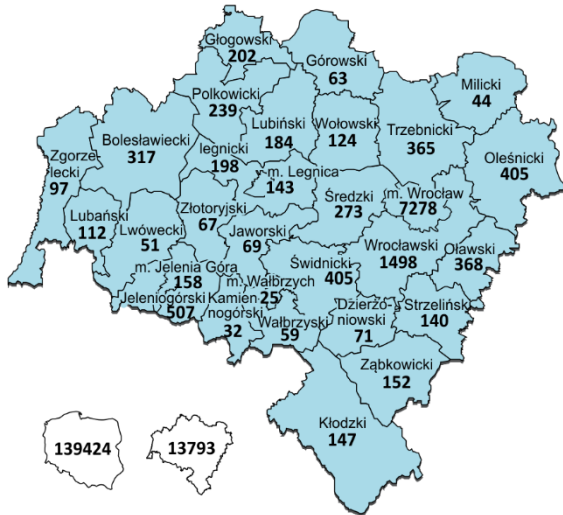 Głogowski
202
Górowski
63
Milicki
44
Polkowicki
239
Lubiński
184
Wołowski
124
Trzebnicki
365
Bolesławiecki
317
legnicki
198
Oleśnicki
405
Zgorze-
lecki
97
m. Legnica
143
Średzki
273
m. Wrocław
7278
Lubański
112
Lwówecki
51
Złotoryjski
67
Jaworski
69
Wrocławski
1498
Oławski
368
m. Jelenia Góra
158
Świdnicki
405
m. Wałbrzych
25
Jeleniogórski
507
Kamien-
nogórski
32
Wałbrzyski
59
Dzierżo-
niowski
71
Strzeliński
140
Ząbkowicki
152
Kłodzki
147
139424
13793